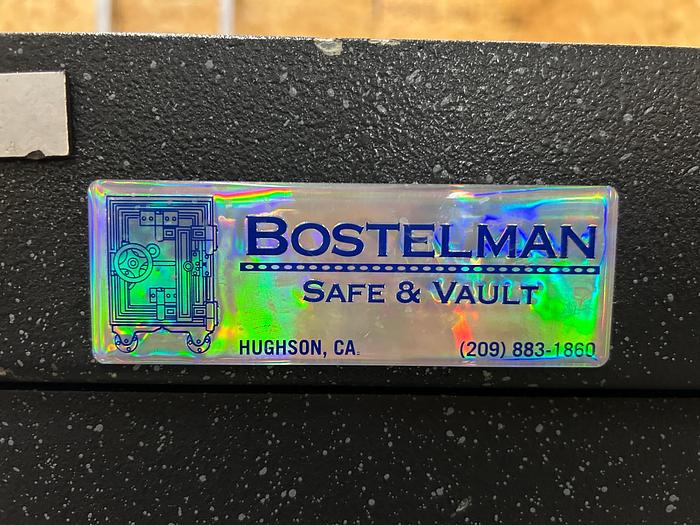 BOSTELMAN
SAFE & VAULT
HUGHSON, CA.
(209) 883-1860